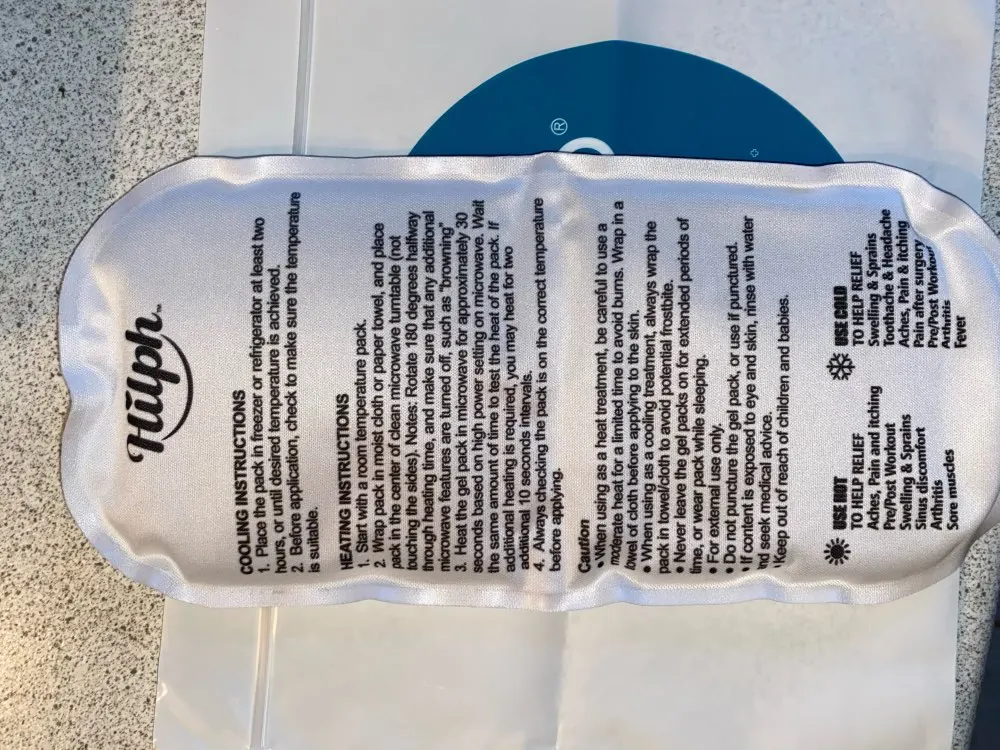 Hilph™
COOLING INSTRUCTIONS
1. Place the pack in freezer or refrigerator at least two
hours, or until desired temperature is achieved.
2. Before application, check to make sure the temperature
is suitable.
HEATING INSTRUCTIONS
1. Start with a room temperature pack.
2. Wrap pack in moist cloth or paper towel, and place
pack in the center of clean microwave turntable (not
touching the sides). Notes: Rotate 180 degrees halfway
through heating time, and make sure that any additional
microwave features are turned off, such as "browning"
3. Heat the gel pack in microwave for approximately 30
seconds based on high power setting on microwave. Wait
the same amount of time to test the heat of the pack. If
additional heating is required, you may heat for two
additional 10 seconds intervals.
4. Always checking the pack is on the correct temperature
before applying.
Caution
• When using as a heat treatment, be careful to use a
moderate heat for a limited time to avoid burns. Wrap in a
towel of cloth before applying to the skin.
• When using as a cooling treatment, always wrap the
pack in towel/cloth to avoid potential frostbite.
• Never leave the gel packs on for extended periods of
time, or wear pack while sleeping.
• For external use only.
• Do not puncture the gel pack, or use if punctured.
• If content is exposed to eye and skin, rinse with water
and seek medical advice.
• Keep out of reach of children and babies.
USE HOT
TO HELP RELIEF
Aches, Pain and itching
Pre/Post Workout
Swelling & Sprains
Sinus discomfort
Arthritis
Sore muscles
USE COLD
TO HELP RELIEF
Swelling & Sprains
Toothache & Headache
Aches, Pain & itching
Pain after surgery
Pre/Post Workout
Arthritis
Fever
®